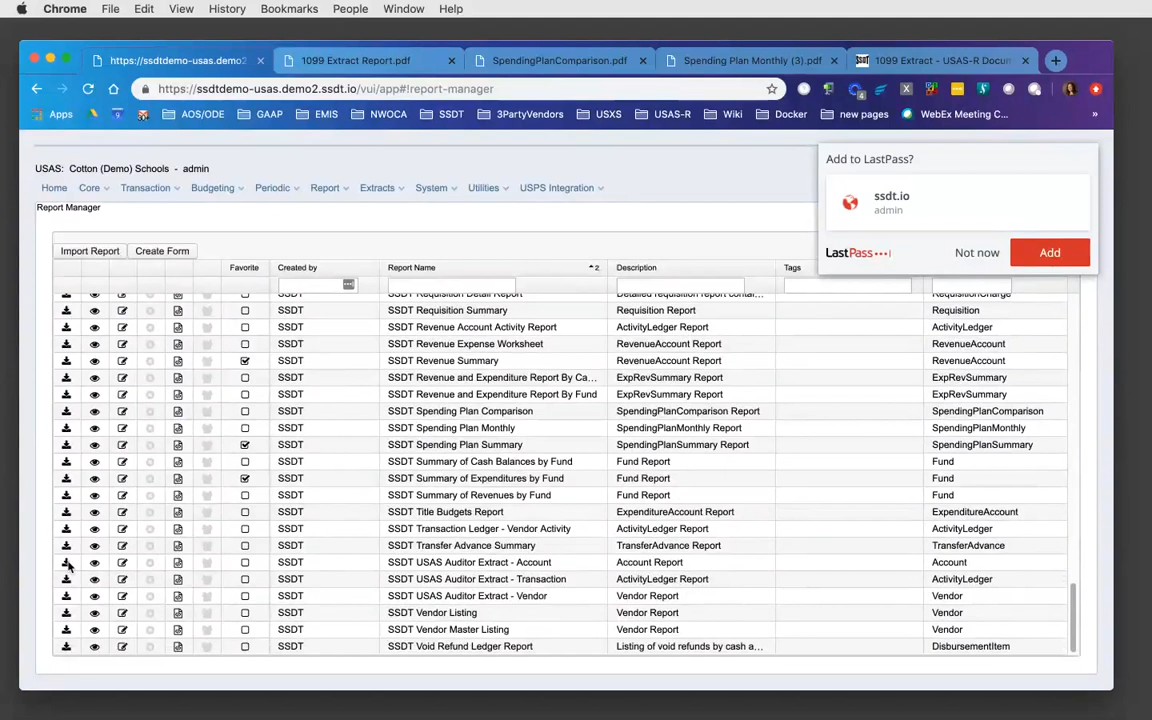 Chrome File Edit View History Bookmarks People Window Help
https://ssdtdemo-usas.demo2 1099 Extract Report.pdf SpendingPlanComparison.pdf Spending Plan Monthly (3).pdf 1099 Extract - USAS-R Docum
https://ssdtdemo-usas.demo2.ssdt.io/vui/app#!report-manager
Apps AOS/ODE GAAP EMIS NWOCA SSDT 3PartyVendors USXS USAS-R Wiki Docker new pages WebEx Meeting C... »
Add to LastPass?
ssdt.io
admin
LastPass Not now Add
USAS: Cotton (Demo) Schools - admin
Home Core Transaction Budgeting Periodic Report Extracts System Utilities USPS Integration
Report Manager
Import Report Create Form
Favorite Created by Report Name 2 Description Tags
SSDT SSDT Requisition Detail Report Detailed requisition report contai... RequisitionCharge
SSDT SSDT Requisition Summary Requisition Report Requisition
SSDT SSDT Revenue Account Activity Report ActivityLedger Report ActivityLedger
SSDT SSDT Revenue Expense Worksheet RevenueAccount Report RevenueAccount
SSDT SSDT Revenue Summary RevenueAccount Report RevenueAccount
SSDT SSDT Revenue and Expenditure Report By Ca... ExpRevSummary Report ExpRevSummary
SSDT SSDT Revenue and Expenditure Report By Fund ExpRevSummary Report ExpRevSummary
SSDT SSDT Spending Plan Comparison SpendingPlanComparison Report SpendingPlanComparison
SSDT SSDT Spending Plan Monthly SpendingPlanMonthly Report SpendingPlanMonthly
SSDT SSDT Spending Plan Summary SpendingPlanSummary Report SpendingPlanSummary
SSDT SSDT Summary of Cash Balances by Fund Fund Report Fund
SSDT SSDT Summary of Expenditures by Fund Fund Report Fund
SSDT SSDT Summary of Revenues by Fund Fund Report Fund
SSDT SSDT Title Budgets Report ExpenditureAccount Report ExpenditureAccount
SSDT SSDT Transaction Ledger - Vendor Activity ActivityLedger Report ActivityLedger
SSDT SSDT Transfer Advance Summary TransferAdvance Report TransferAdvance
SSDT SSDT USAS Auditor Extract - Account Account Report Account
SSDT SSDT USAS Auditor Extract - Transaction ActivityLedger Report ActivityLedger
SSDT SSDT USAS Auditor Extract - Vendor Vendor Report Vendor
SSDT SSDT Vendor Listing Vendor Report Vendor
SSDT SSDT Vendor Master Listing Vendor Report Vendor
SSDT SSDT Void Refund Ledger Report Listing of void refunds by cash a... DisbursementItem